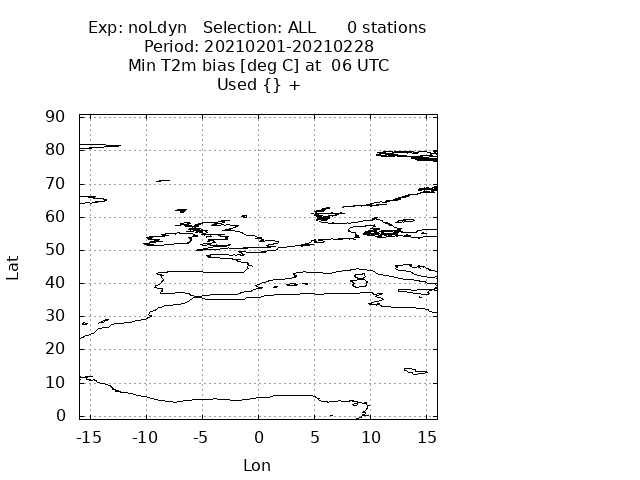 Exp: noLdyn   Selection: ALL      0 stations
Period: 20210201-20210228
Min T2m bias [deg C] at  06 UTC
Used {} +
90
80
70
60
50
40
30
20
10
0
Lat
-15 -10 -5 0 5 10 15
Lon